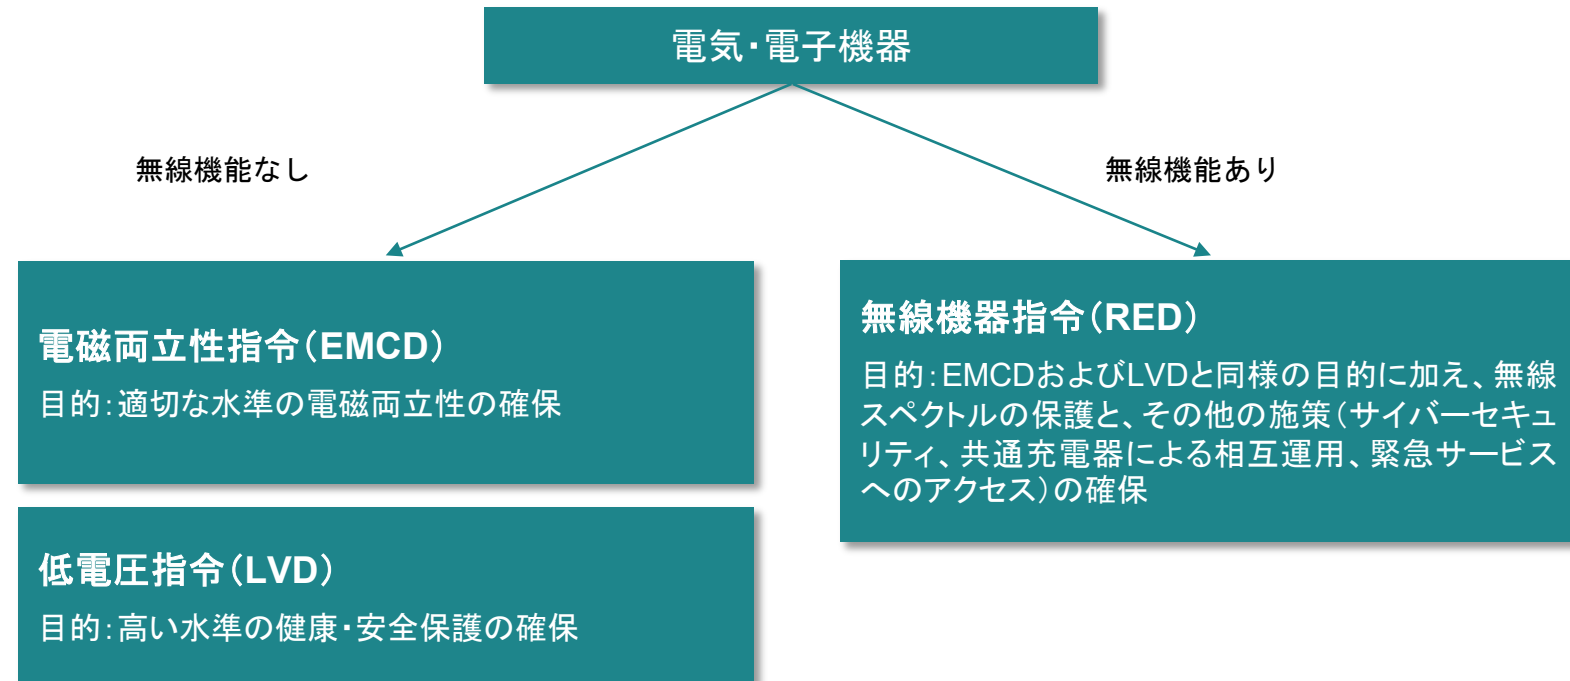 電気・電子機器
無線機能なし
無線機能あり
電磁両立性指令(EMCD)
目的:適切な水準の電磁両立性の確保
低電圧指令(LVD)
目的:高い水準の健康・安全保護の確保
無線機器指令(RED)
目的:EMCDおよびLVDと同様の目的に加え、無線
スペクトルの保護と、その他の施策(サイバーセキュ
リティ、共通充電器による相互運用、緊急サービス
へのアクセス)の確保